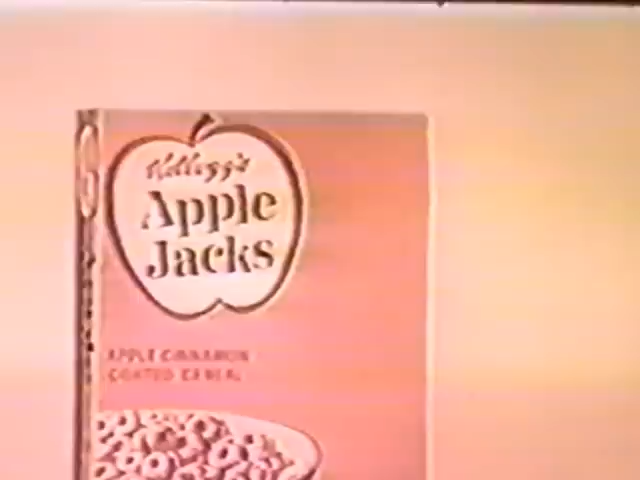 Kellogg's
Apple
Jacks
APPLE CINNAMON
COATED CEREAL